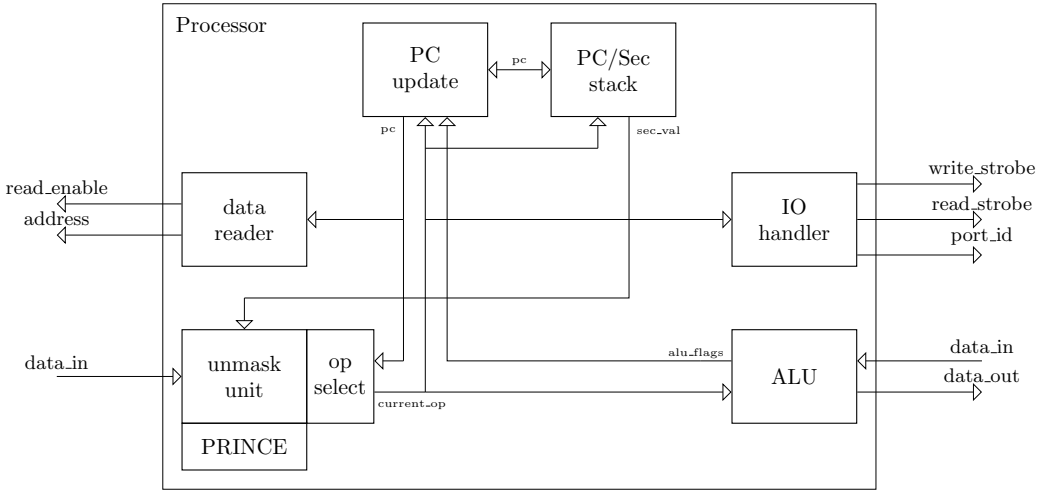 Processor
PC
update
pc
PC/Sec
stack
pc
sec_val
read_enable
address
data
reader
IO
handler
write_strobe
read_strobe
port_id
data_in
unmask
unit
op
select
current_op
alu_flags
ALU
data_in
data_out
PRINCE